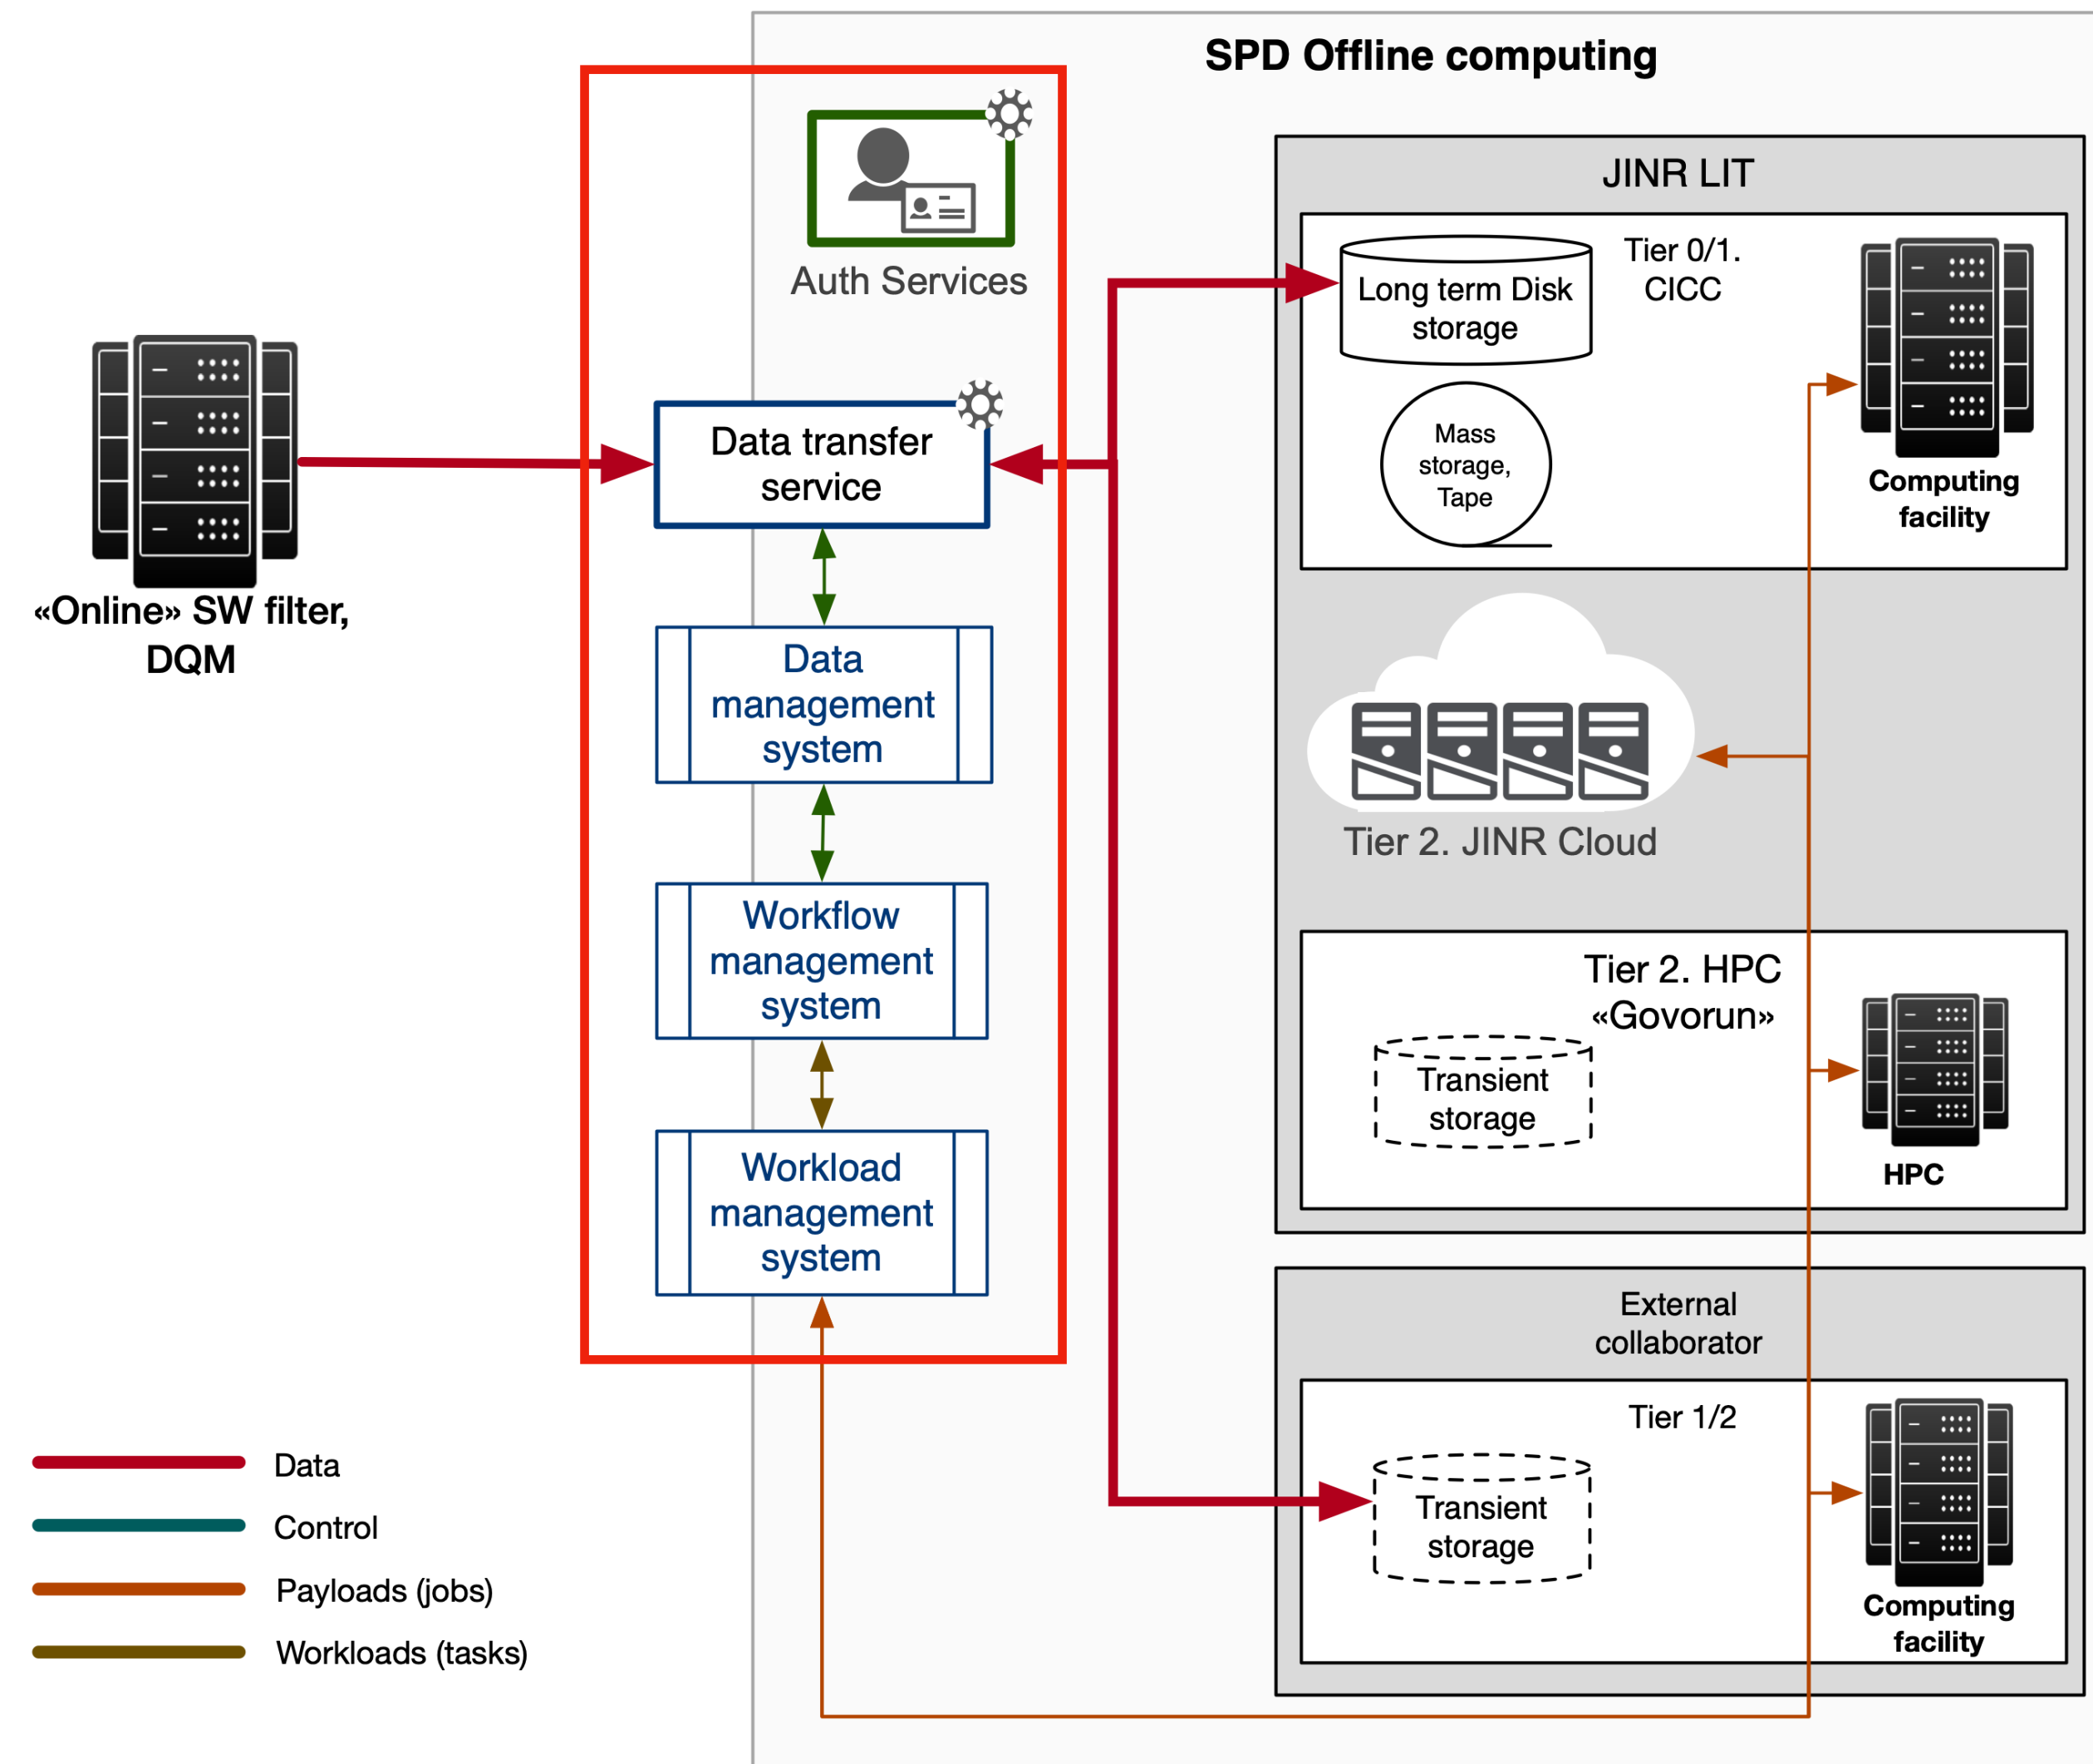 SPD Offline computing
Auth Services
Data transfer
service
Data
management
system
Workflow
management
system
Workload
management
system
«Online» SW filter,
DQM
JINR LIT
Tier 0/1.
CICC
Long term Disk
storage
Mass
storage,
Tape
Computing
facility
Tier 2. JINR Cloud
Tier 2. HPC
«Govorun»
Transient
storage
HPC
External
collaborator
Tier 1/2
Transient
storage
Computing
facility
Data
Control
Payloads (jobs)
Workloads (tasks)